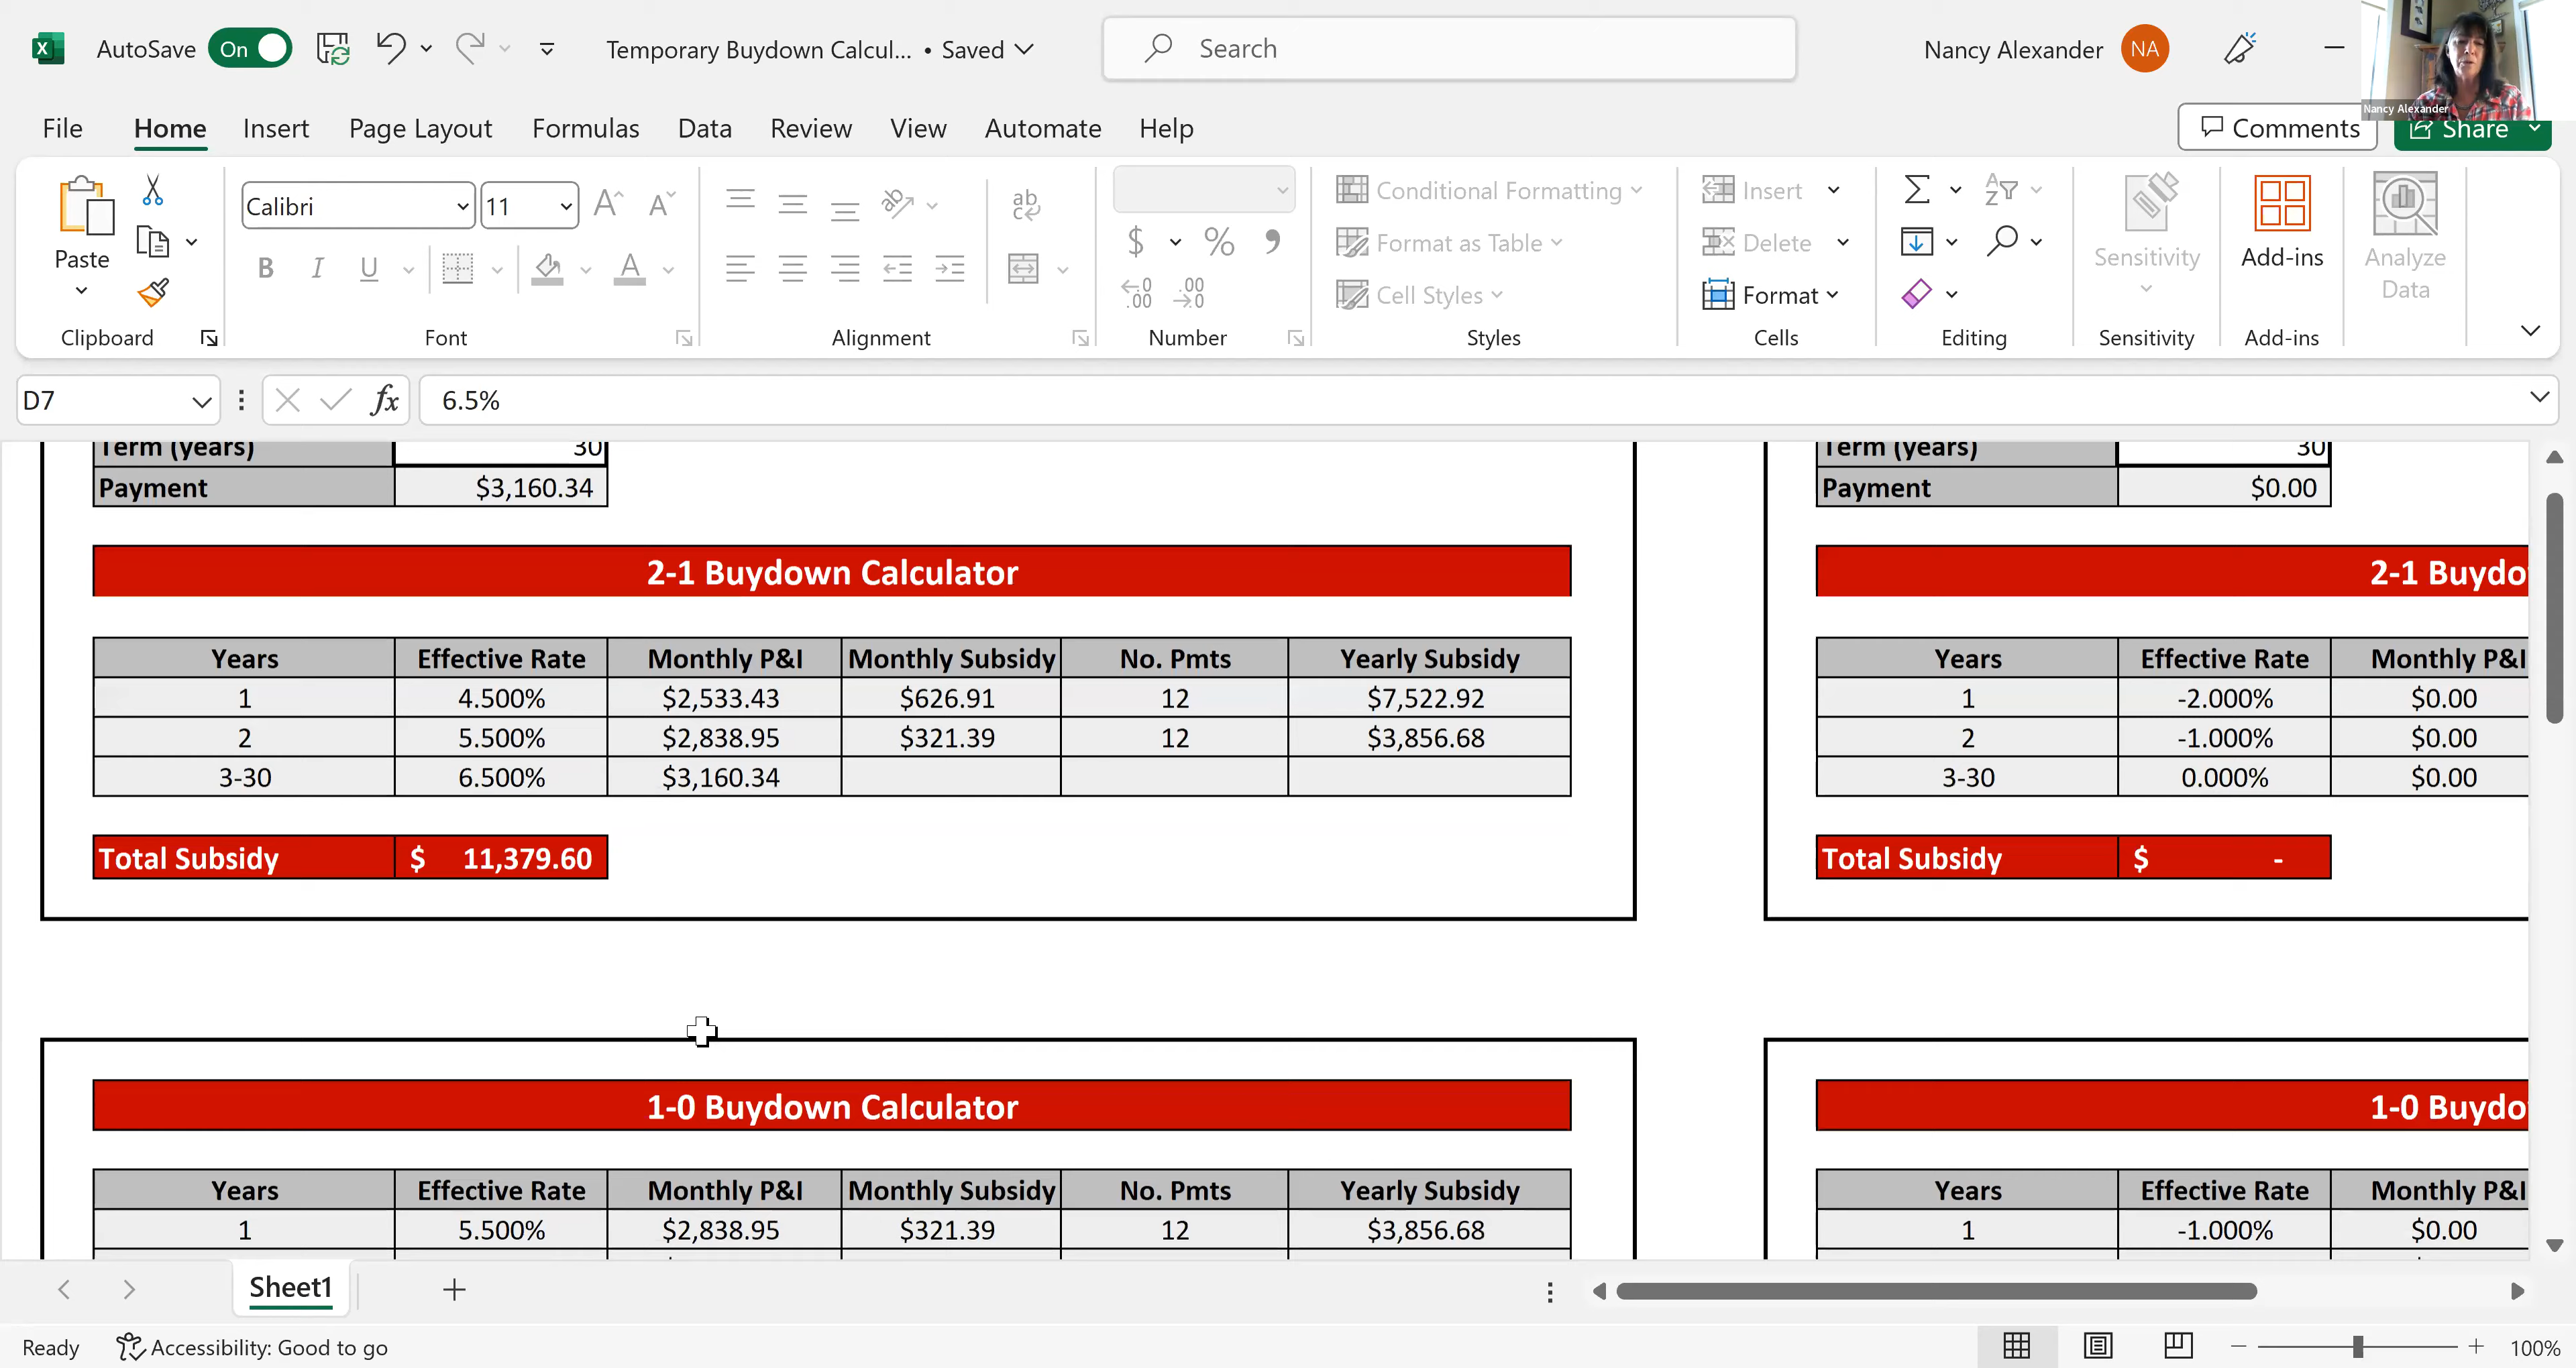 AutoSave On Temporary Buydown Calcul... • Saved Search Nancy Alexander NA
Nancy Alexander
File Home Insert Page Layout Formulas Data Review View Automate Help Comments Share
Paste Calibri 11 Conditional Formatting Insert Sensitivity Add-ins Analyze Data
Format as Table Delete
Cell Styles Format
Clipboard Font Alignment Number Styles Cells Editing Sensitivity Add-ins
D7 fx 6.5%
Term (years) 30 Term (years) 30
Payment $3,160.34 Payment $0.00
2-1 Buydown Calculator 2-1 Buydo
Years Effective Rate Monthly P&I Monthly Subsidy No. Pmts Yearly Subsidy Years Effective Rate Monthly P&I
1 4.500% $2,533.43 $626.91 12 $7,522.92 1 -2.000% $0.00
2 5.500% $2,838.95 $321.39 12 $3,856.68 2 -1.000% $0.00
3-30 6.500% $3,160.34 3-30 0.000% $0.00
Total Subsidy $ 11,379.60 Total Subsidy $ -
1-0 Buydown Calculator 1-0 Buydo
Years Effective Rate Monthly P&I Monthly Subsidy No. Pmts Yearly Subsidy Years Effective Rate Monthly P&I
1 5.500% $2,838.95 $321.39 12 $3,856.68 1 -1.000% $0.00
Sheet1
Ready Accessibility: Good to go 100%